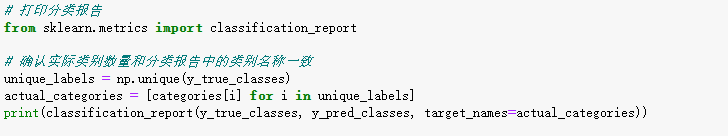 # 打印分类报告
from sklearn.metrics import classification_report
# 确认实际类别数量和分类报告中的类别名称一致
unique_labels = np.unique(y_true_classes)
actual_categories = [categories[i] for i in unique_labels]
print(classification_report(y_true_classes, y_pred_classes, target_names=actual_categories))